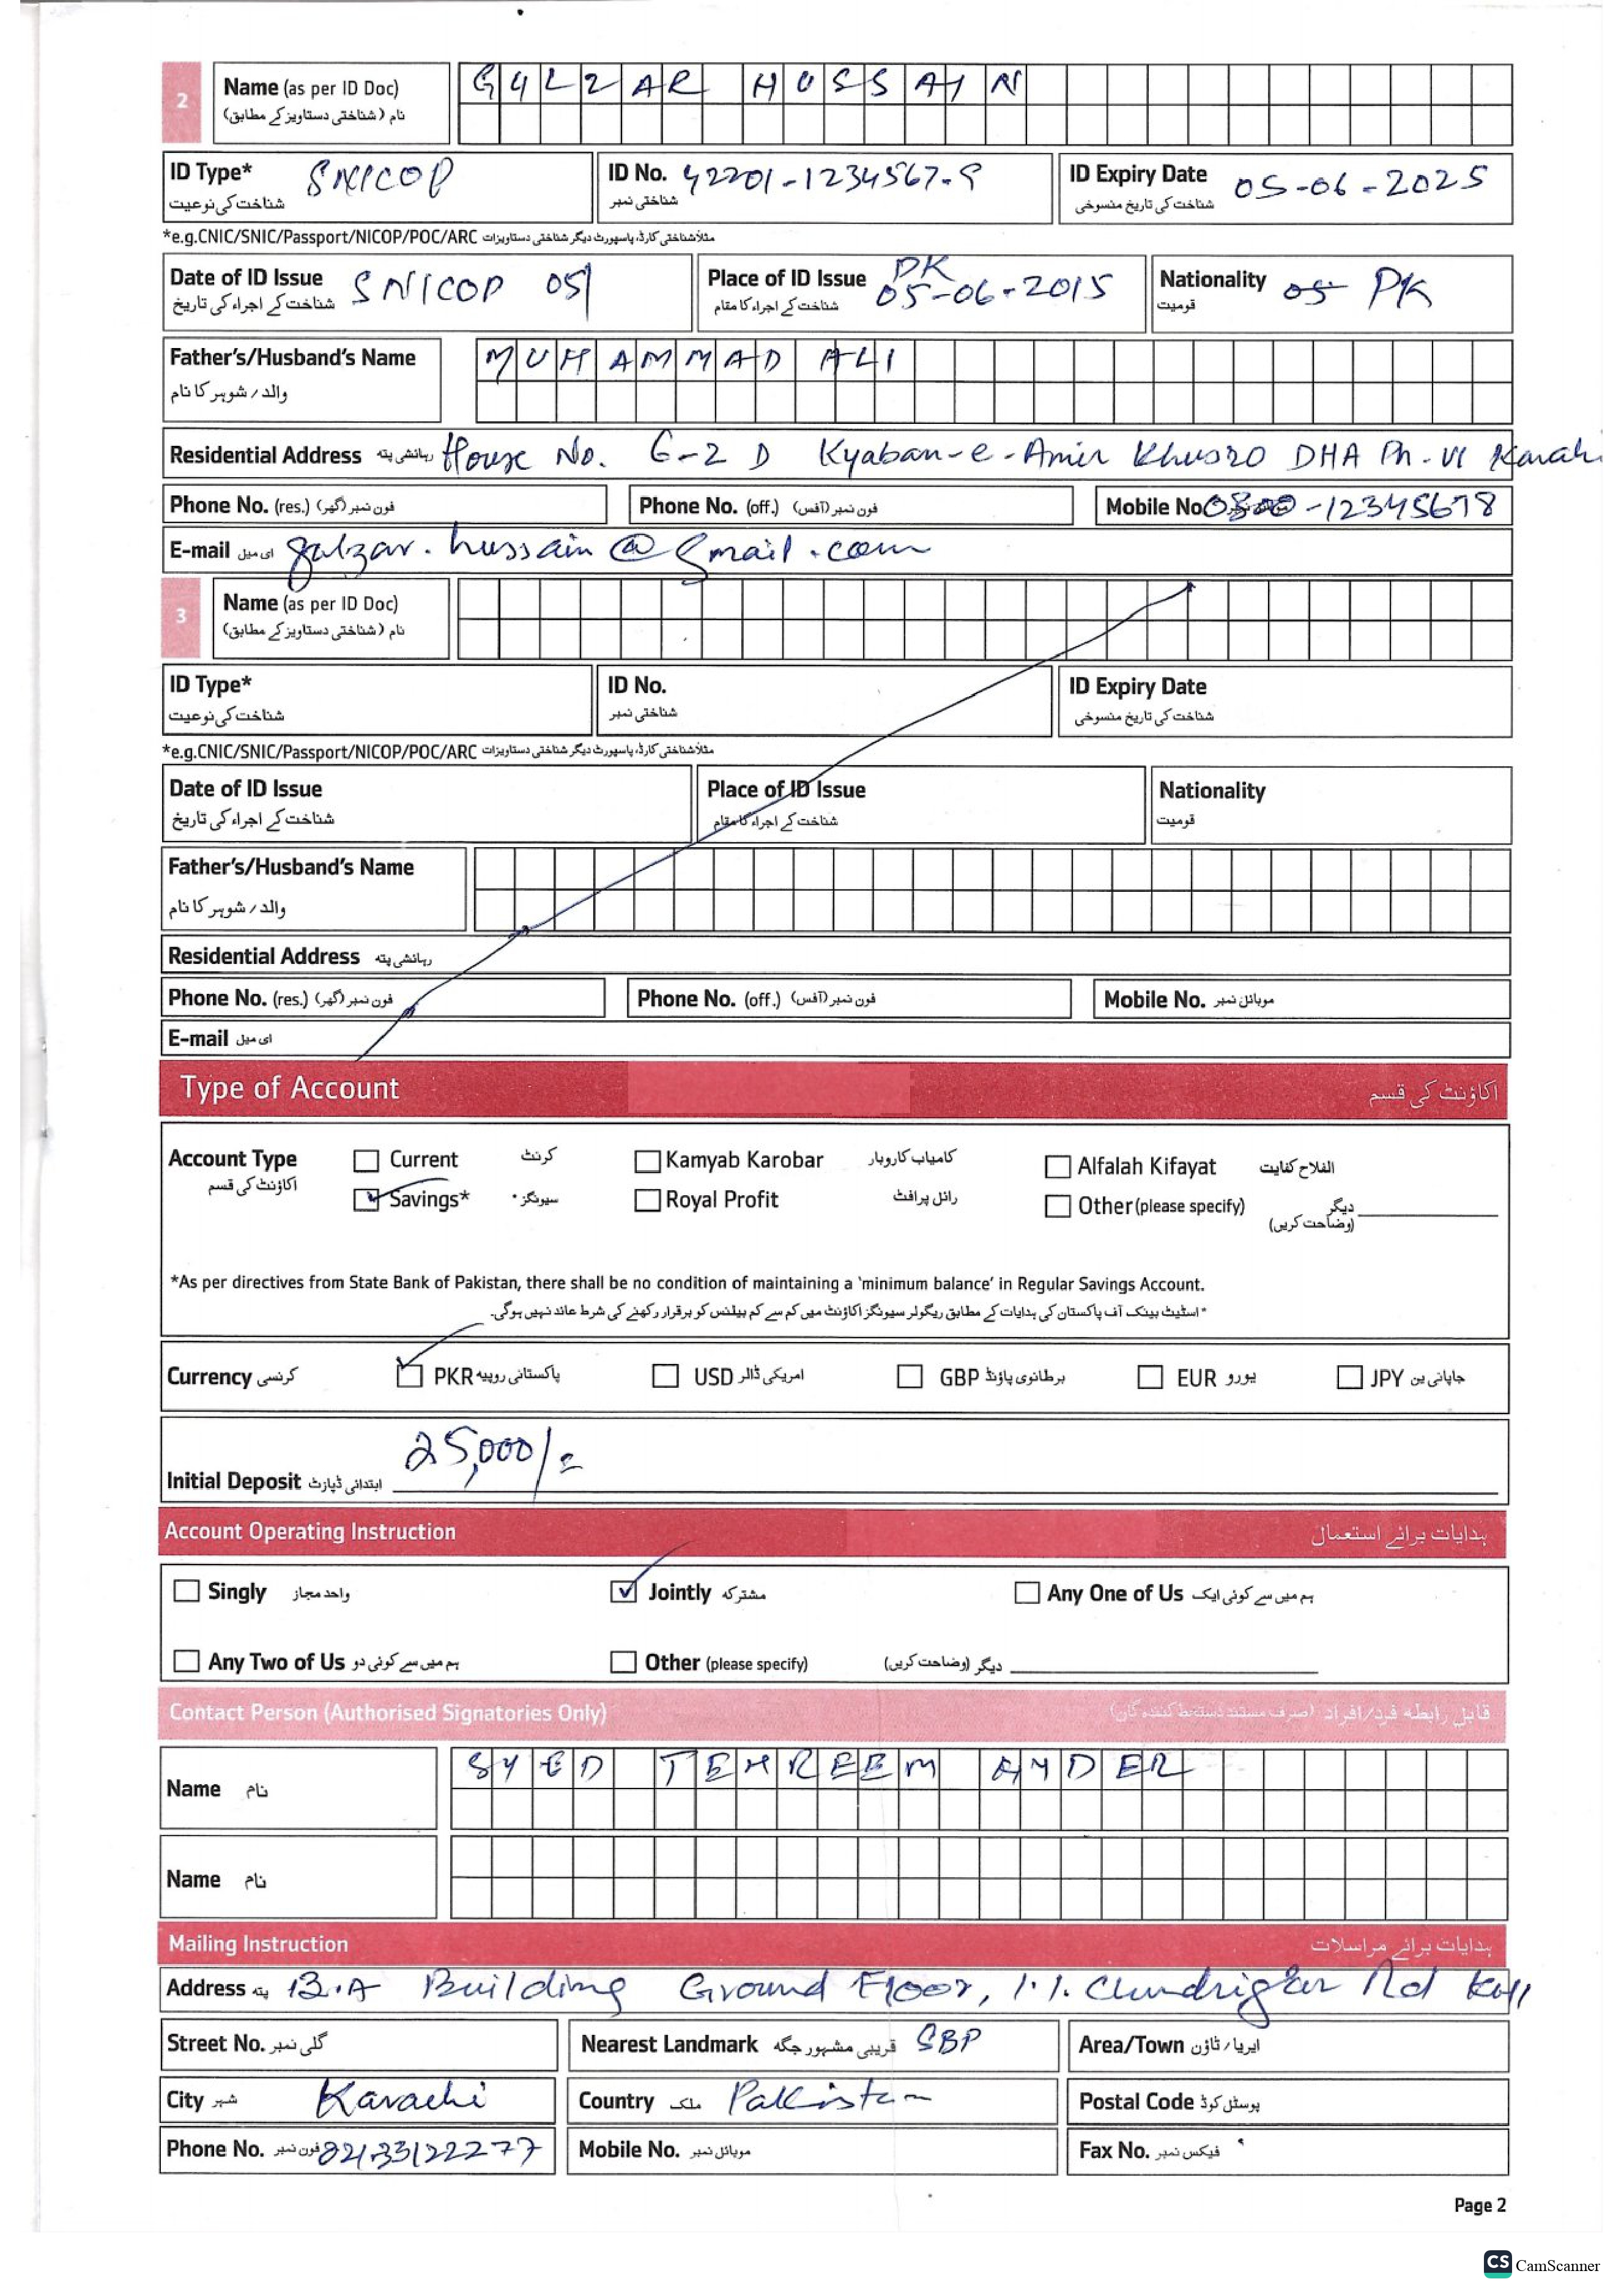 2 Name (as per ID Doc) GULZAR HUSSAIN
نام (شناختی دستاویز کے مطابق)
ID Type* SNICOP ID No. 42201-1234567-9 ID Expiry Date 05-06-2025
شناخت کی نوعیت شناختی نمبر شناخت کی تاریخ منسوخی
*e.g.CNIC/SNIC/Passport/NICOP/POC/ARC مثلاً شناختی کارڈ، پاسپورٹ دیگر شناختی دستاویزات
Date of ID Issue SNICOP 05 Place of ID Issue PK 05-06-2015 Nationality 05 PK
شناخت کے اجراء کی تاریخ شناخت کے اجراء کا مقام قومیت
Father's/Husband's Name MUHAMMAD ALI
والد / شوہر کا نام
Residential Address رہائشی پتہ House No. G-2 D Kyaban-e-Amir Khusro DHA Ph-VI Karachi
Phone No. (res.) فون نمبر (گھر) Phone No. (off.) فون نمبر (آفس) Mobile No. 0300-12345678
E-mail ای میل gulzar.hussain@gmail.com
3 Name (as per ID Doc)
نام (شناختی دستاویز کے مطابق)
ID Type* ID No. ID Expiry Date
شناخت کی نوعیت شناختی نمبر شناخت کی تاریخ منسوخی
*e.g.CNIC/SNIC/Passport/NICOP/POC/ARC مثلاً شناختی کارڈ، پاسپورٹ دیگر شناختی دستاویزات
Date of ID Issue Place of ID Issue Nationality
شناخت کے اجراء کی تاریخ شناخت کے اجراء کا مقام قومیت
Father's/Husband's Name
والد / شوہر کا نام
Residential Address رہائشی پتہ
Phone No. (res.) فون نمبر (گھر) Phone No. (off.) فون نمبر (آفس) Mobile No. موبائل نمبر
E-mail ای میل
Type of Account اکاؤنٹ کی قسم
Account Type Current کرنٹ Kamyab Karobar کامیاب کاروبار Alfalah Kifayat الفلاح کفایت
اکاؤنٹ کی قسم Savings* سیونگز* Royal Profit رائل پرافٹ Other (please specify) دیگر (وضاحت کریں)
*As per directives from State Bank of Pakistan, there shall be no condition of maintaining a 'minimum balance' in Regular Savings Account.
*اسٹیٹ بینک آف پاکستان کی ہدایات کے مطابق ریگولر سیونگز اکاؤنٹ میں کم سے کم بیلنس کو برقرار رکھنے کی شرط عائد نہیں ہوگی۔
Currency کرنسی PKR پاکستانی روپیہ USD امریکی ڈالر GBP برطانوی پاؤنڈ EUR یورو JPY جاپانی ین
Initial Deposit ابتدائی ڈپازٹ 25,000/=
Account Operating Instruction ہدایات برائے استعمال
Singly واحد مجاز Jointly مشترکہ Any One of Us ہم میں سے کوئی ایک
Any Two of Us ہم میں سے کوئی دو Other (please specify) دیگر (وضاحت کریں)
Contact Person (Authorised Signatories Only) قابل رابطہ فرد/افراد (صرف مستند دستخط کنندگان)
Name نام SYED TEHREEM HYDER
Name نام
Mailing Instruction ہدایات برائے مراسلات
Address پتہ B.A Building Ground Floor, I.I. Chundrigar Rd Khi
Street No. گلی نمبر Nearest Landmark قریبی مشہور جگہ SBP Area/Town ایریا / ٹاؤن
City شہر Karachi Country ملک Pakistan Postal Code پوسٹل کوڈ
Phone No. فون نمبر 021-33122277 Mobile No. موبائل نمبر Fax No. فیکس نمبر
Page 2
CS CamScanner